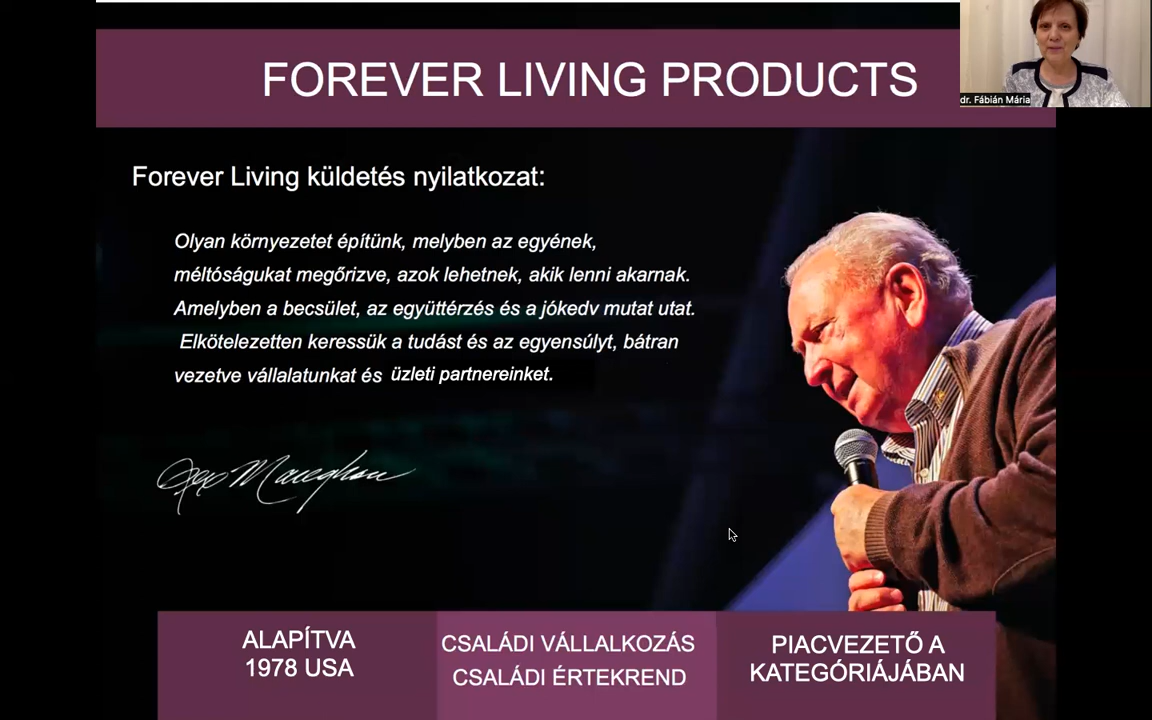 FOREVER LIVING PRODUCTS
dr. Fábián Mária
Forever Living küldetés nyilatkozat:
Olyan környezetet építünk, melyben az egyének,
méltóságukat megőrizve, azok lehetnek, akik lenni akarnak.
Amelyben a becsület, az együttérzés és a jókedv mutat utat.
Elkötelezetten keressük a tudást és az egyensúlyt, bátran
vezetve vállalatunkat és üzleti partnereinket.
Rex Maughan
ALAPÍTVA
1978 USA
CSALÁDI VÁLLALKOZÁS
CSALÁDI ÉRTEKREND
PIACVEZETŐ A
KATEGÓRIÁJÁBAN